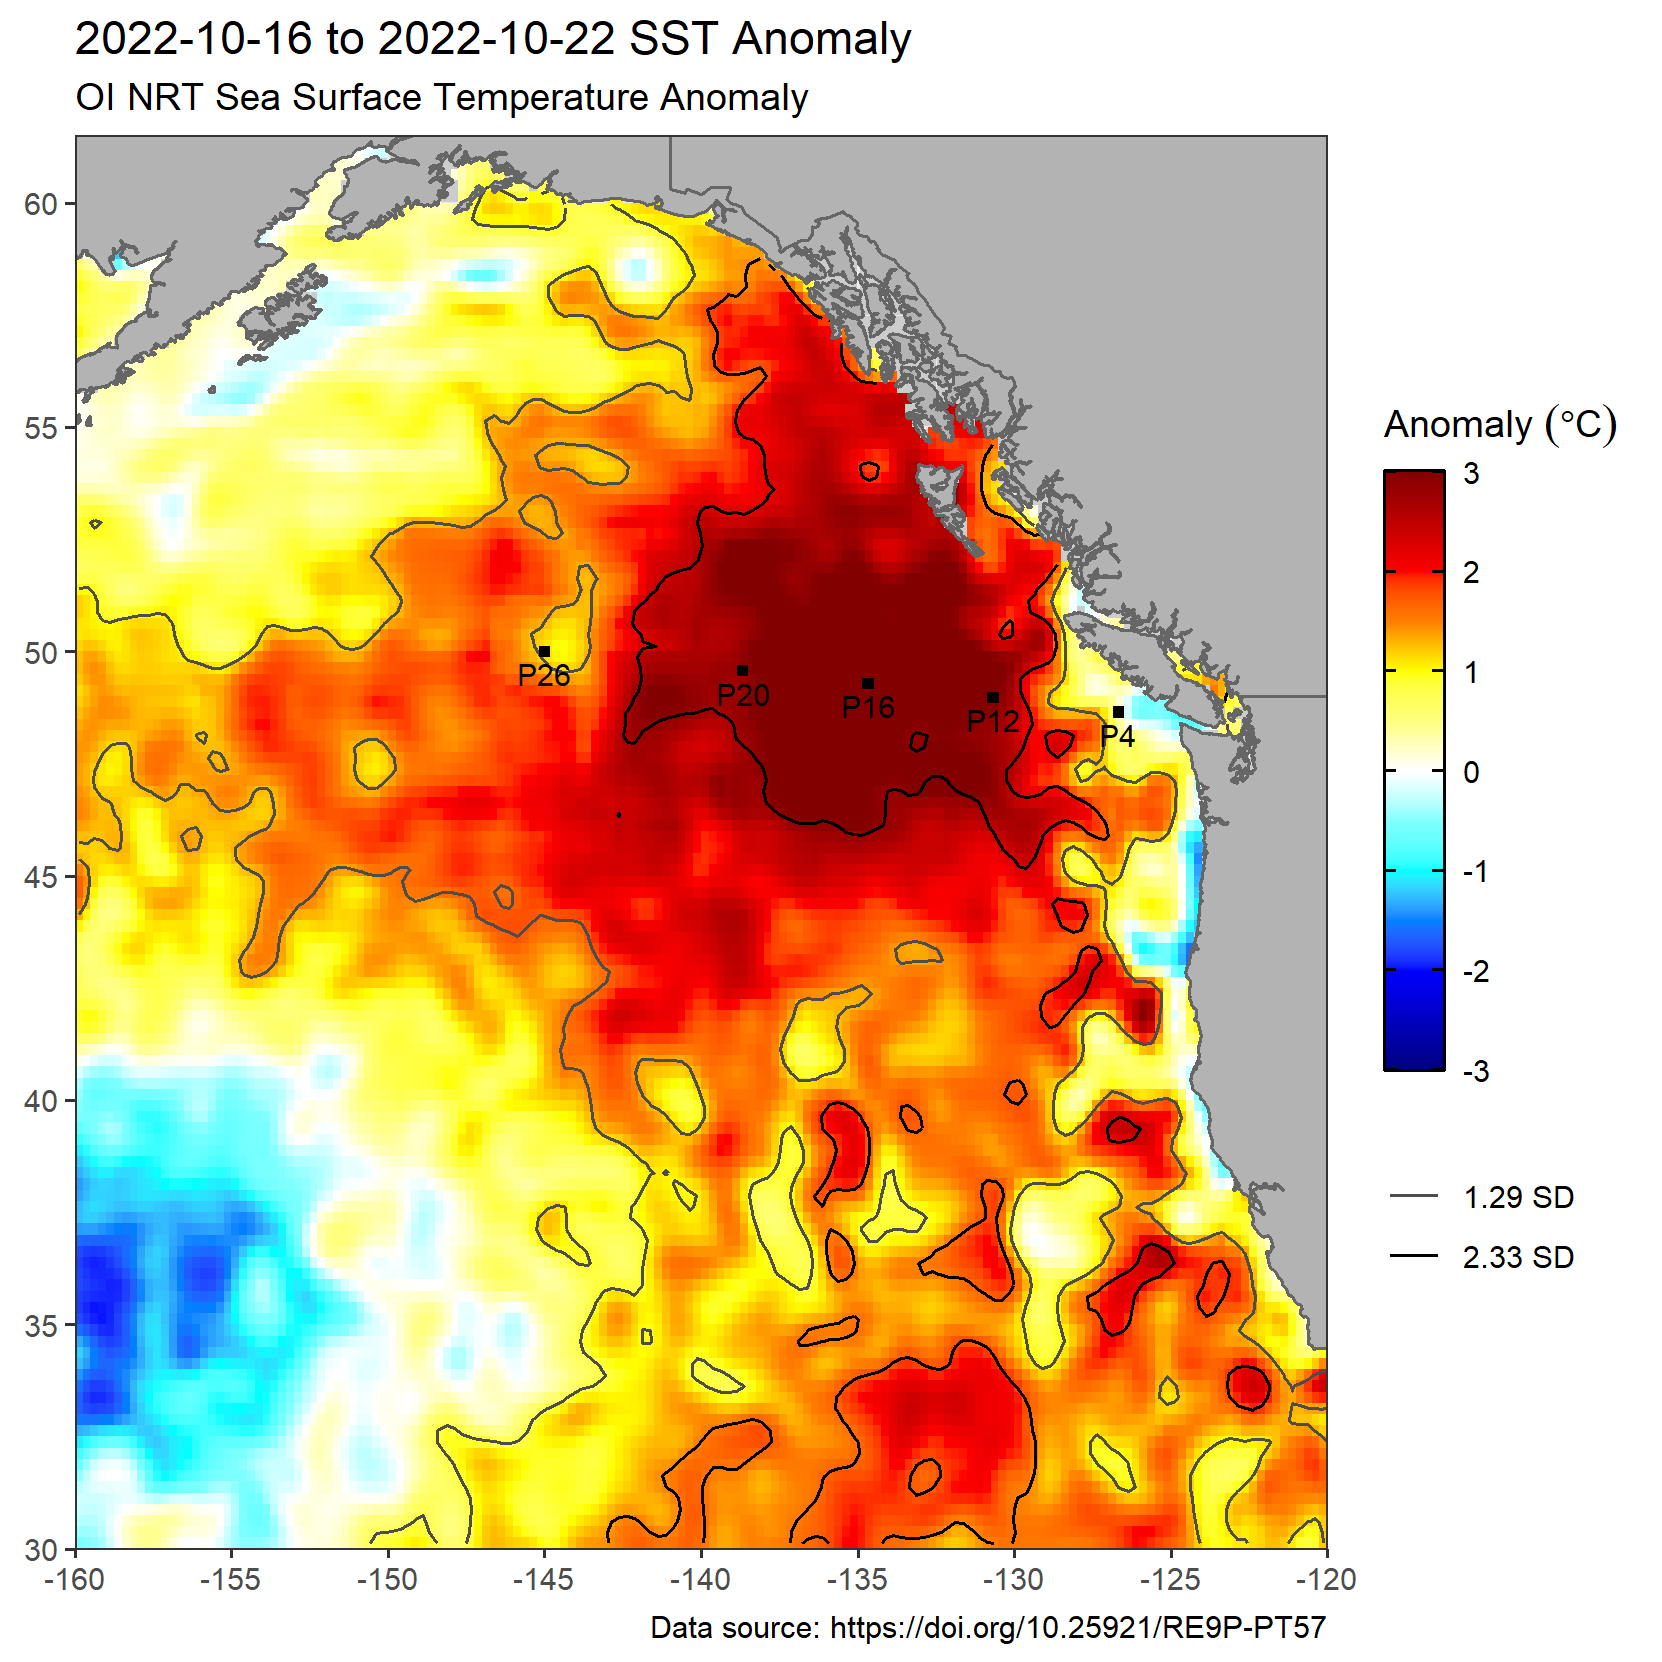 2022-10-16 to 2022-10-22 SST Anomaly
OI NRT Sea Surface Temperature Anomaly
60
55
50
45
40
35
30
-160
-155
-150
-145
-140
-135
-130
-125
-120
P26
P20
P16
P12
P4
Anomaly (°C)
3
2
1
0
-1
-2
-3
1.29 SD
2.33 SD
Data source: https://doi.org/10.25921/RE9P-PT57